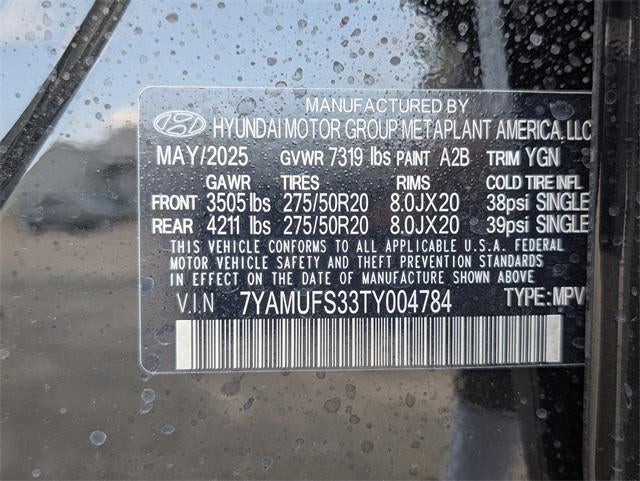 MANUFACTURED BY
HYUNDAI MOTOR GROUP METAPLANT AMERICA, LLC
MAY/2025 GVWR 7319 lbs PAINT A2B TRIM YGN
GAWR TIRES RIMS COLD TIRE INFL
FRONT 3505 lbs 275/50R20 8.0JX20 38psi SINGLE
REAR 4211 lbs 275/50R20 8.0JX20 39psi SINGLE
THIS VEHICLE CONFORMS TO ALL APPLICABLE U.S.A. FEDERAL
MOTOR VEHICLE SAFETY AND THEFT PREVENTION STANDARDS
IN EFFECT ON THE DATE OF MANUFACTURE SHOWN ABOVE.
V.I.N 7YAMUFS33TY004784 TYPE: MPV